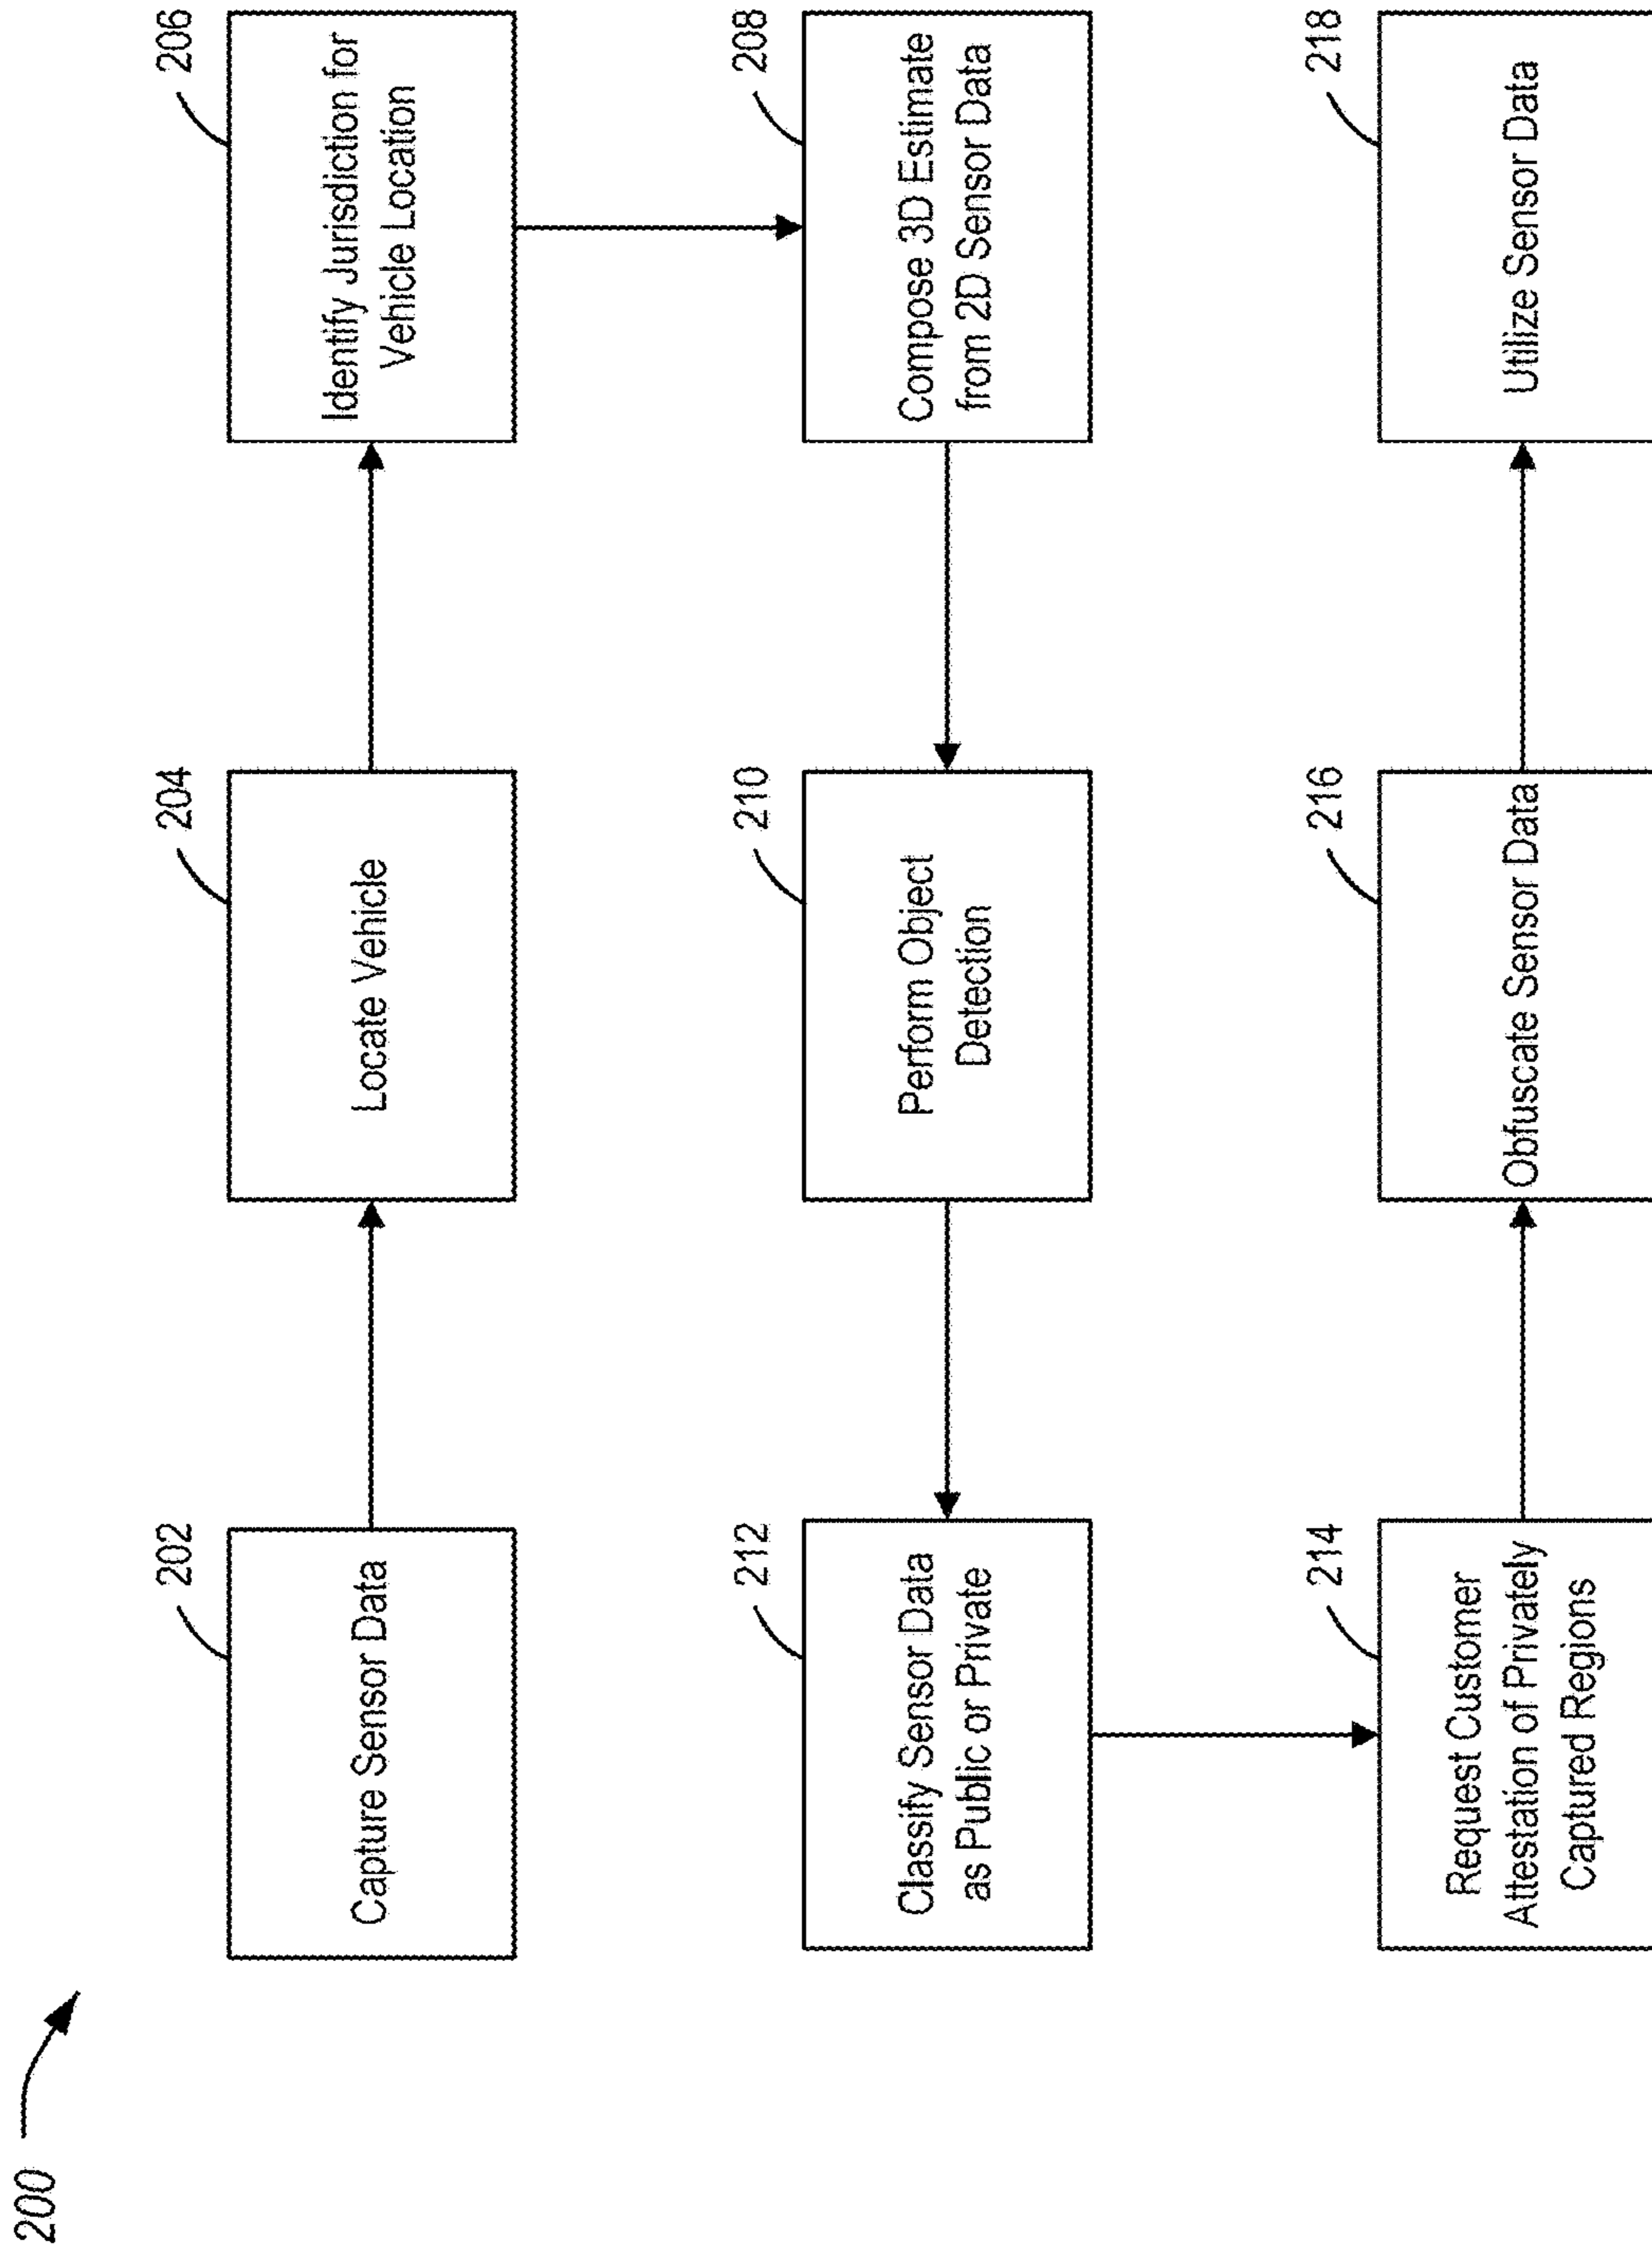 200
202
Capture Sensor Data
204
Locate Vehicle
206
Identify Jurisdiction for
Vehicle Location
208
Compose 3D Estimate
from 2D Sensor Data
210
Perform Object
Detection
212
Classify Sensor Data
as Public or Private
214
Request Customer
Attestation of Privately
Captured Regions
216
Obfuscate Sensor Data
218
Utilize Sensor Data